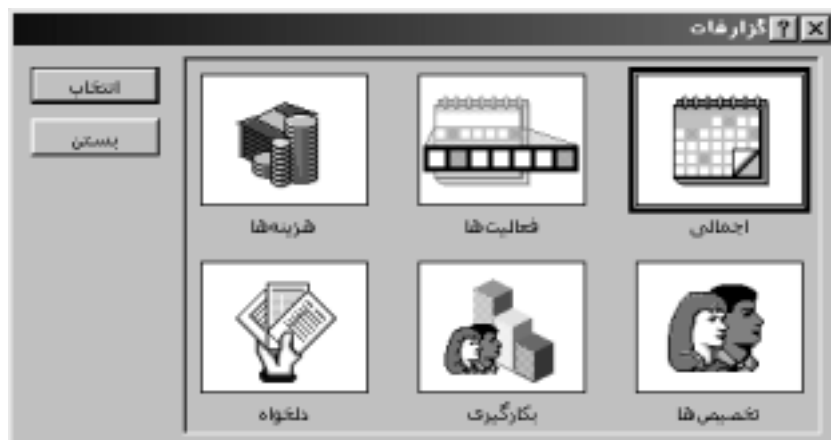 گزارشات
انتخاب
بستن
اجمالی
فعالیت‌ها
هزینه‌ها
تخصیص‌ها
بکارگیری
دلخواه